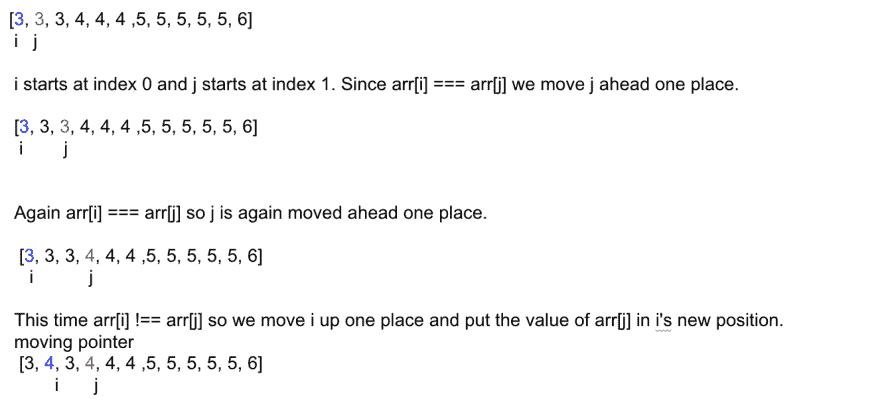 [3, 3, 3, 4, 4, 4 ,5, 5, 5, 5, 5, 6]
i j
i starts at index 0 and j starts at index 1. Since arr[i] === arr[j] we move j ahead one place.
[3, 3, 3, 4, 4, 4 ,5, 5, 5, 5, 5, 6]
i j
Again arr[i] === arr[j] so j is again moved ahead one place.
[3, 3, 3, 4, 4, 4 ,5, 5, 5, 5, 5, 6]
i j
This time arr[i] !== arr[j] so we move i up one place and put the value of arr[j] in i's new position.
moving pointer
[3, 4, 3, 4, 4, 4 ,5, 5, 5, 5, 5, 6]
i j